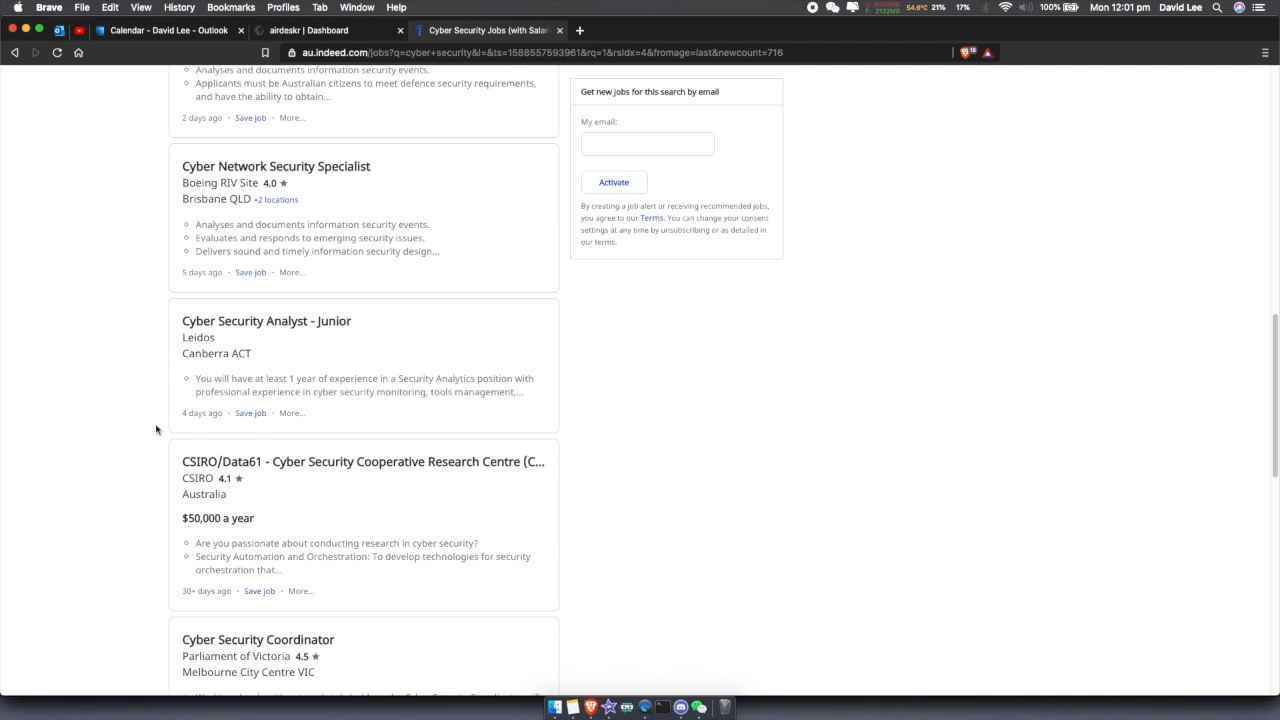 Brave File Edit View History Bookmarks Profiles Tab Window Help
54.6°C 21% 17% 100% Mon 12:01 pm David Lee
Calendar - David Lee - Outlook
airdeskr | Dashboard
Cyber Security Jobs (with Salar
au.indeed.com/jobs?q=cyber+security&l=&ts=1588557593961&rq=1&rsIdx=4&fromage=last&newcount=716
Analyses and documents information security events.
Applicants must be Australian citizens to meet defence security requirements,
and have the ability to obtain...
2 days ago · Save job · More...
Cyber Network Security Specialist
Boeing RIV Site 4.0
Brisbane QLD +2 locations
Analyses and documents information security events.
Evaluates and responds to emerging security issues.
Delivers sound and timely information security design...
5 days ago · Save job · More...
Cyber Security Analyst - Junior
Leidos
Canberra ACT
You will have at least 1 year of experience in a Security Analytics position with
professional experience in cyber security monitoring, tools management,...
4 days ago · Save job · More...
CSIRO/Data61 - Cyber Security Cooperative Research Centre (C...
CSIRO 4.1
Australia
$50,000 a year
Are you passionate about conducting research in cyber security?
Security Automation and Orchestration: To develop technologies for security
orchestration that...
30+ days ago · Save job · More...
Cyber Security Coordinator
Parliament of Victoria 4.5
Melbourne City Centre VIC
Get new jobs for this search by email
My email:
Activate
By creating a job alert or receiving recommended jobs,
you agree to our Terms. You can change your consent
settings at any time by unsubscribing or as detailed in
our terms.